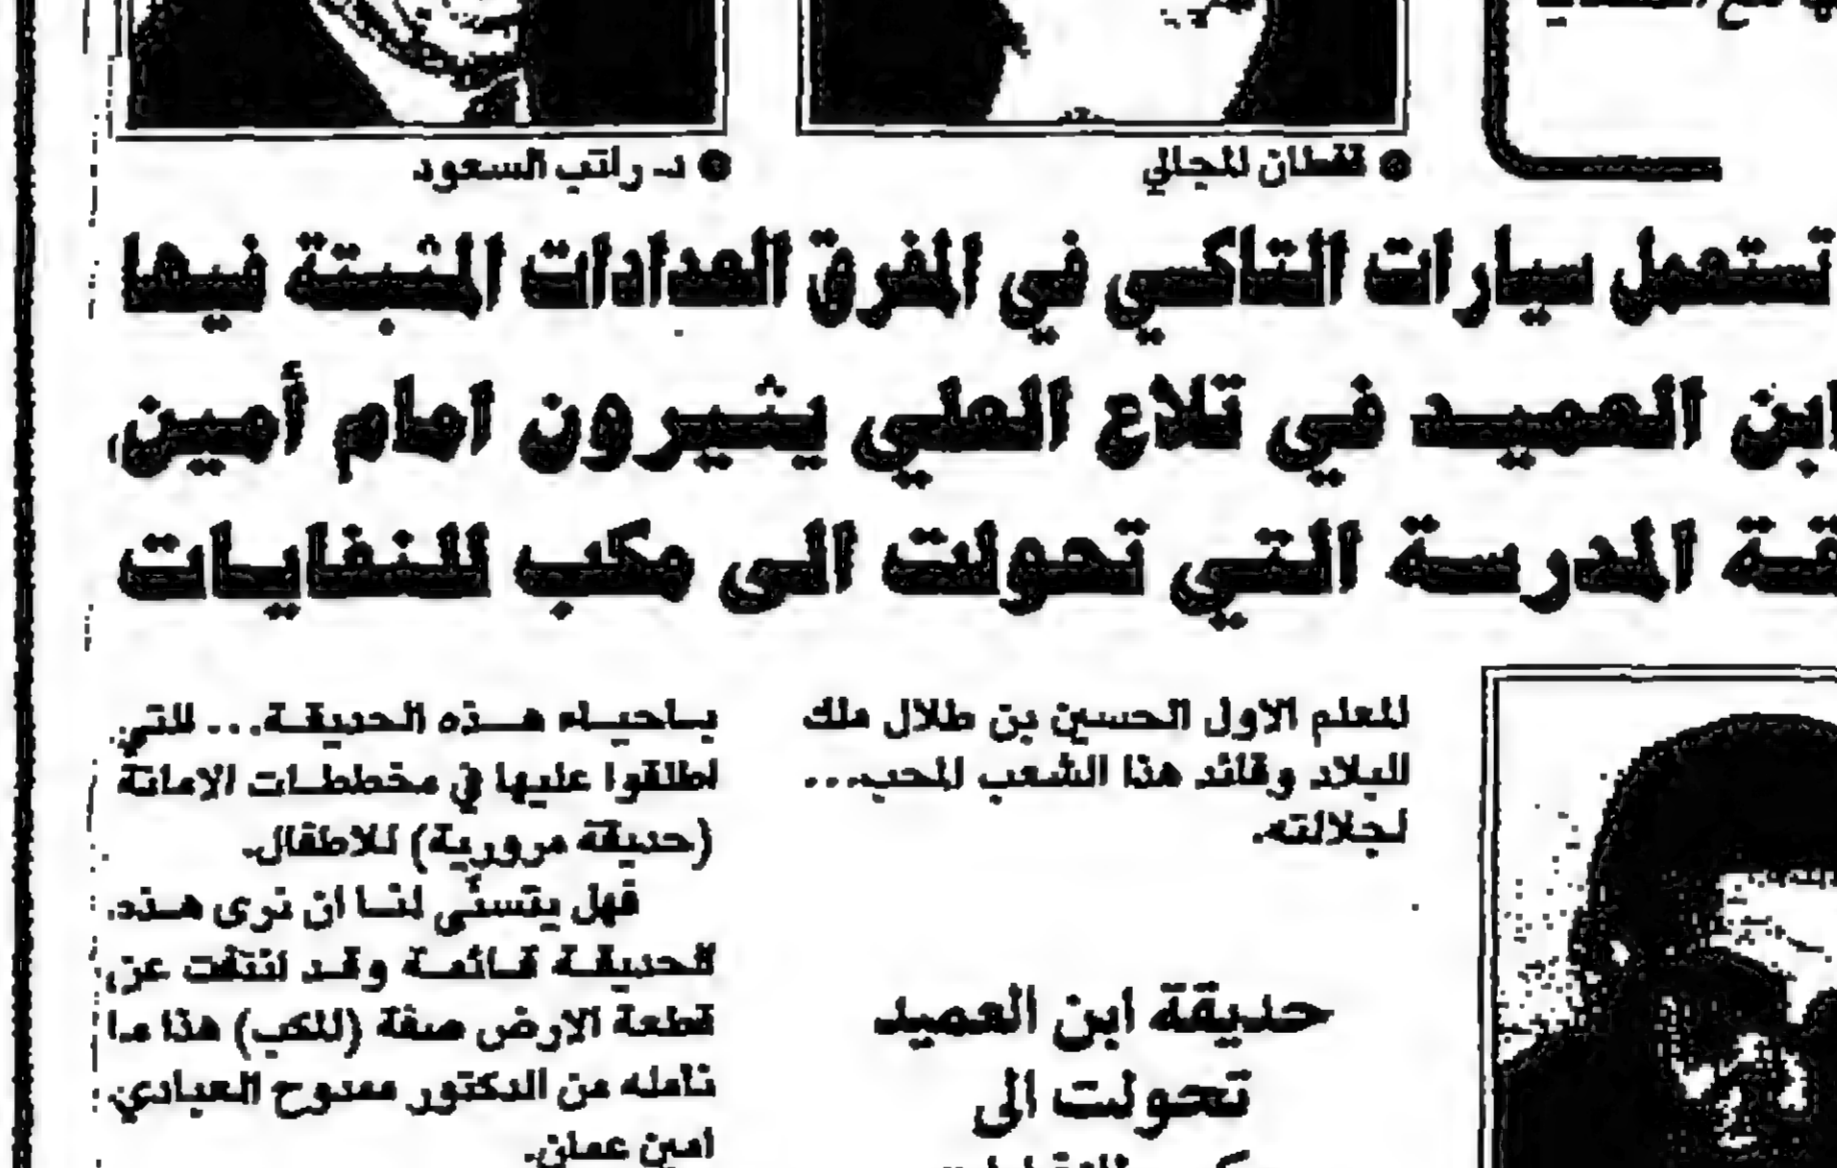 ● قفطان المجالي
● د. راتب السعود
تستعمل سيارات التاكسي في المفرق العدادات المثبتة فيها
ابن العميد في تلاع العلي يثيرون امام أمين
المدرسة التي تحولت الى مكب للنفايات
المعلم الاول الحسين بن طلال ملك
البلاد وقائد هذا الشعب المحب...
لجلالته.
حديقة ابن العميد
تحولت الى
باحياء هذه الحديقة... التي
اطلقوا عليها في مخططات الامانة
(حديقة مرورية) للاطفال.
فهل يتسنّى لنا ان نرى هذه
الحديقة قائمة وقد انتفت عن
قطعة الارض صفة (المكب) هذا ما
نامله من الدكتور ممدوح العبادي
امين عمان.